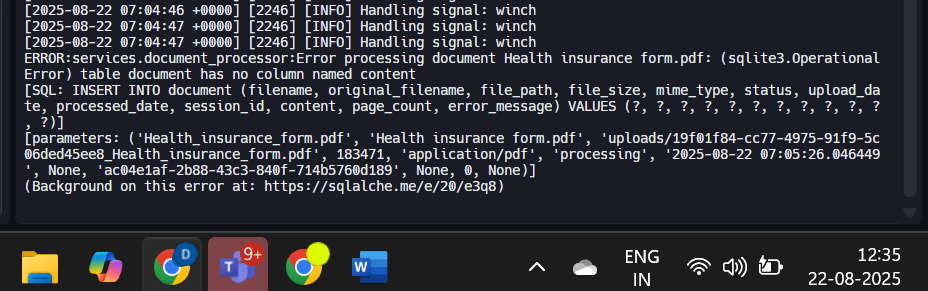 [2025-08-22 07:04:46 +0000] [2246] [INFO] Handling signal: winch
[2025-08-22 07:04:47 +0000] [2246] [INFO] Handling signal: winch
[2025-08-22 07:04:47 +0000] [2246] [INFO] Handling signal: winch
ERROR:services.document_processor:Error processing document Health insurance form.pdf: (sqlite3.Operational
Error) table document has no column named content
[SQL: INSERT INTO document (filename, original_filename, file_path, file_size, mime_type, status, upload_da
te, processed_date, session_id, content, page_count, error_message) VALUES (?, ?, ?, ?, ?, ?, ?, ?, ?, ?, ?
, ?)]
[parameters: ('Health_insurance_form.pdf', 'Health insurance form.pdf', 'uploads/19f01f84-cc77-4975-91f9-5c
06ded45ee8_Health_insurance_form.pdf', 183471, 'application/pdf', 'processing', '2025-08-22 07:05:26.046449
', None, 'ac04e1af-2b88-43c3-840f-714b5760d189', None, 0, None)]
(Background on this error at: https://sqlalche.me/e/20/e3q8)
D
T
9+
W
ENG
IN
12:35
22-08-2025